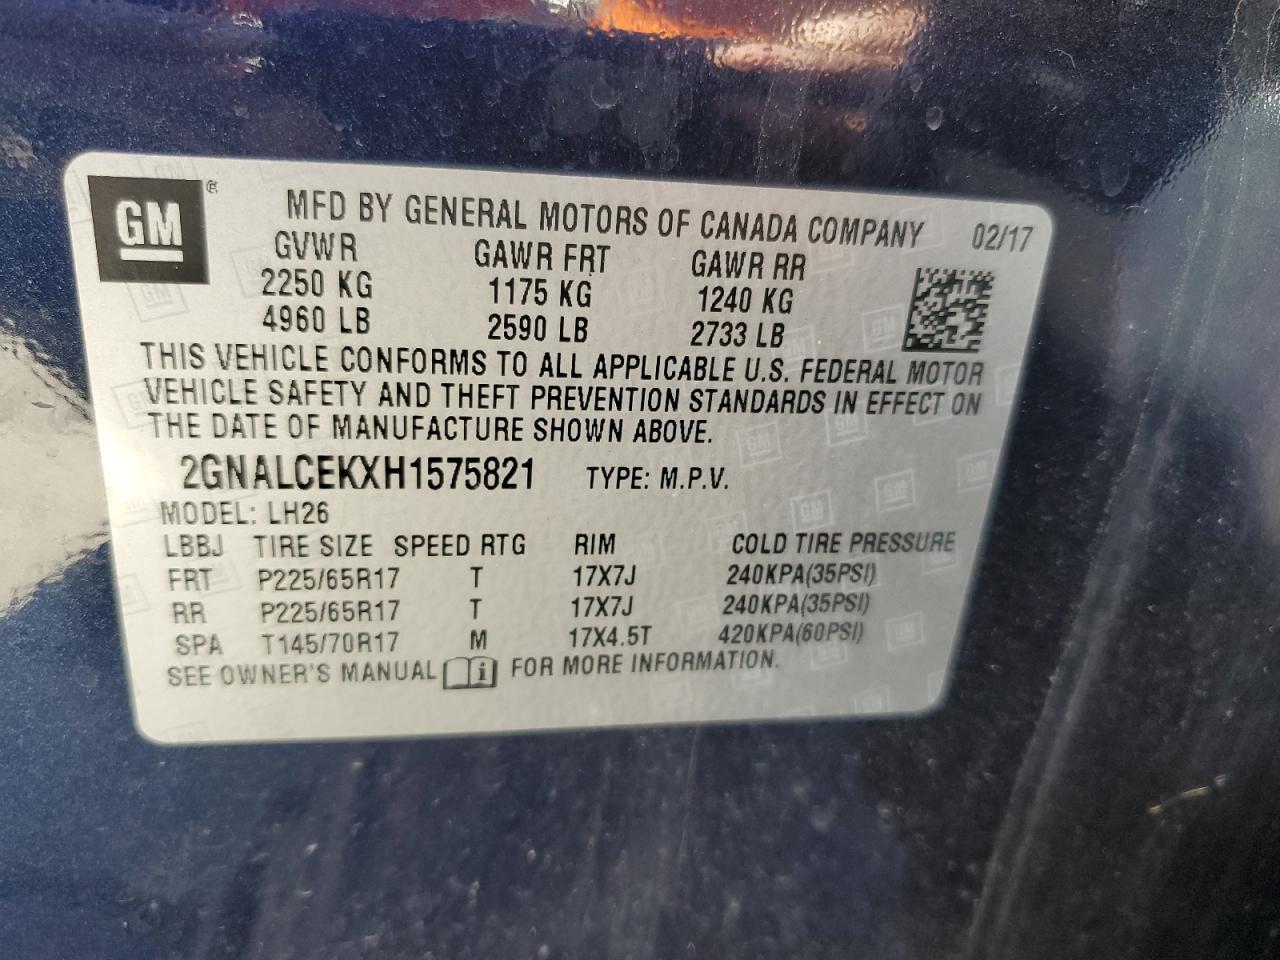 GM ®
MFD BY GENERAL MOTORS OF CANADA COMPANY 02/17
GVWR GAWR FRT GAWR RR
2250 KG 1175 KG 1240 KG
4960 LB 2590 LB 2733 LB
THIS VEHICLE CONFORMS TO ALL APPLICABLE U.S. FEDERAL MOTOR
VEHICLE SAFETY AND THEFT PREVENTION STANDARDS IN EFFECT ON
THE DATE OF MANUFACTURE SHOWN ABOVE.
2GNALCEKXH1575821 TYPE: M.P.V.
MODEL: LH26
LBBJ TIRE SIZE SPEED RTG RIM COLD TIRE PRESSURE
FRT P225/65R17 T 17X7J 240KPA(35PSI)
RR P225/65R17 T 17X7J 240KPA(35PSI)
SPA T145/70R17 M 17X4.5T 420KPA(60PSI)
SEE OWNER'S MANUAL i FOR MORE INFORMATION.